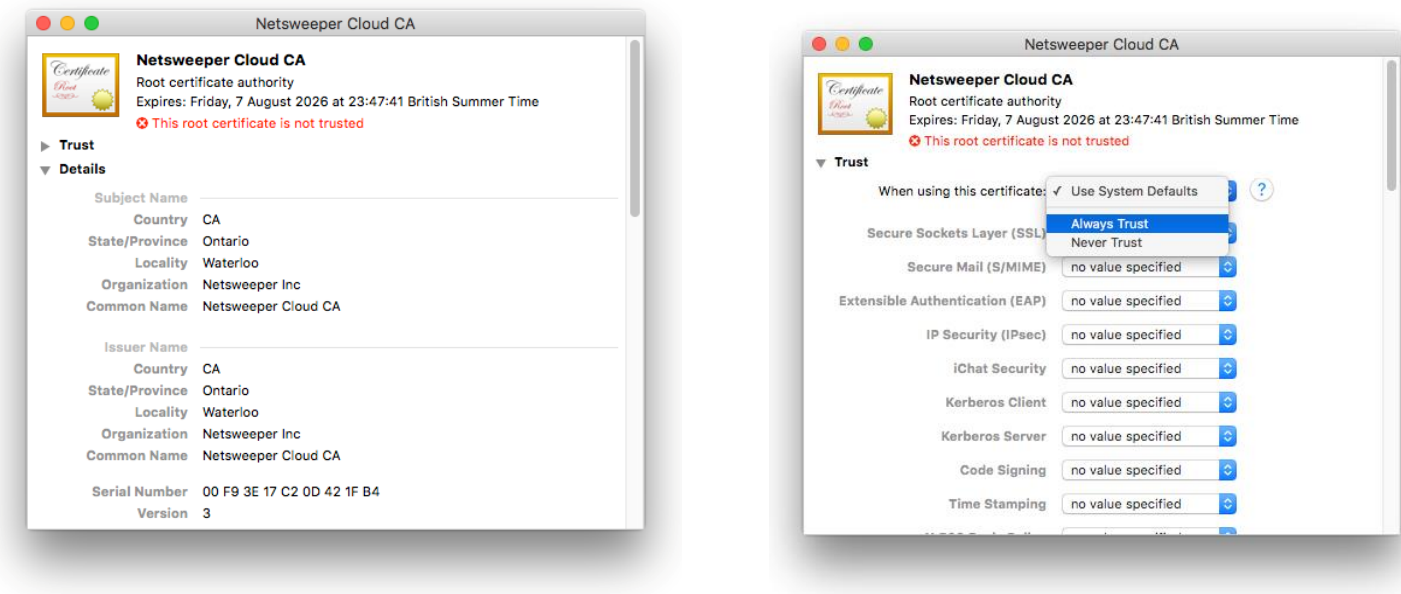 Netsweeper Cloud CA
Certificate
Root
Netsweeper Cloud CA
Root certificate authority
Expires: Friday, 7 August 2026 at 23:47:41 British Summer Time
This root certificate is not trusted
Trust
Details
Subject Name
Country CA
State/Province Ontario
Locality Waterloo
Organization Netsweeper Inc
Common Name Netsweeper Cloud CA
Issuer Name
Country CA
State/Province Ontario
Locality Waterloo
Organization Netsweeper Inc
Common Name Netsweeper Cloud CA
Serial Number 00 F9 3E 17 C2 0D 42 1F B4
Version 3
Netsweeper Cloud CA
Certificate
Root
Netsweeper Cloud CA
Root certificate authority
Expires: Friday, 7 August 2026 at 23:47:41 British Summer Time
This root certificate is not trusted
Trust
When using this certificate: ✓ Use System Defaults ?
Always Trust
Never Trust
Secure Sockets Layer (SSL)
Secure Mail (S/MIME) no value specified
Extensible Authentication (EAP) no value specified
IP Security (IPsec) no value specified
iChat Security no value specified
Kerberos Client no value specified
Kerberos Server no value specified
Code Signing no value specified
Time Stamping no value specified